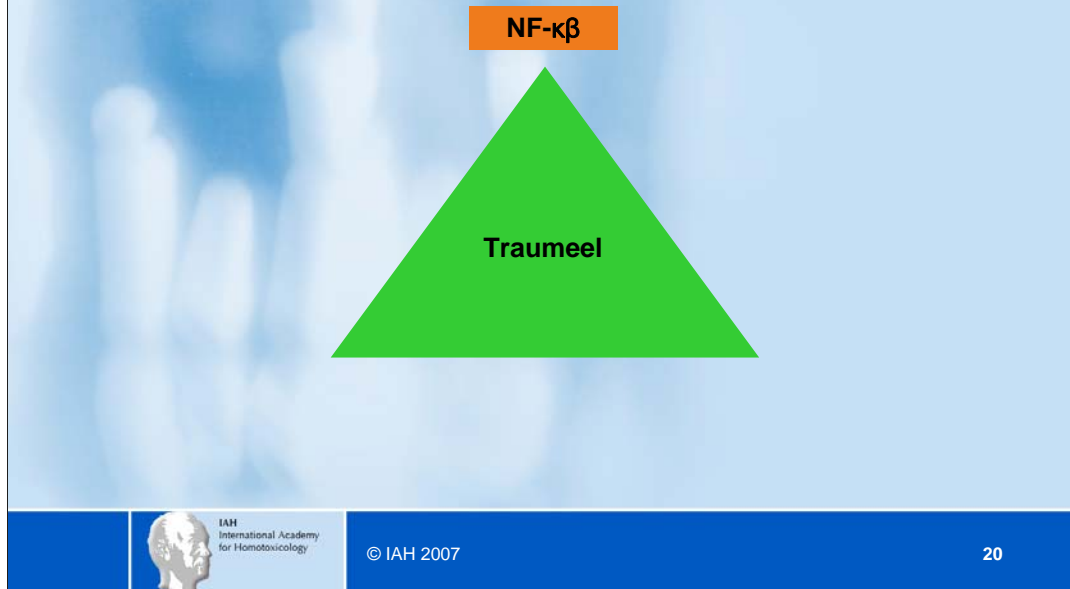 NF-κβ
Traumeel
IAH
International Academy
for Homotoxicology
© IAH 2007
20